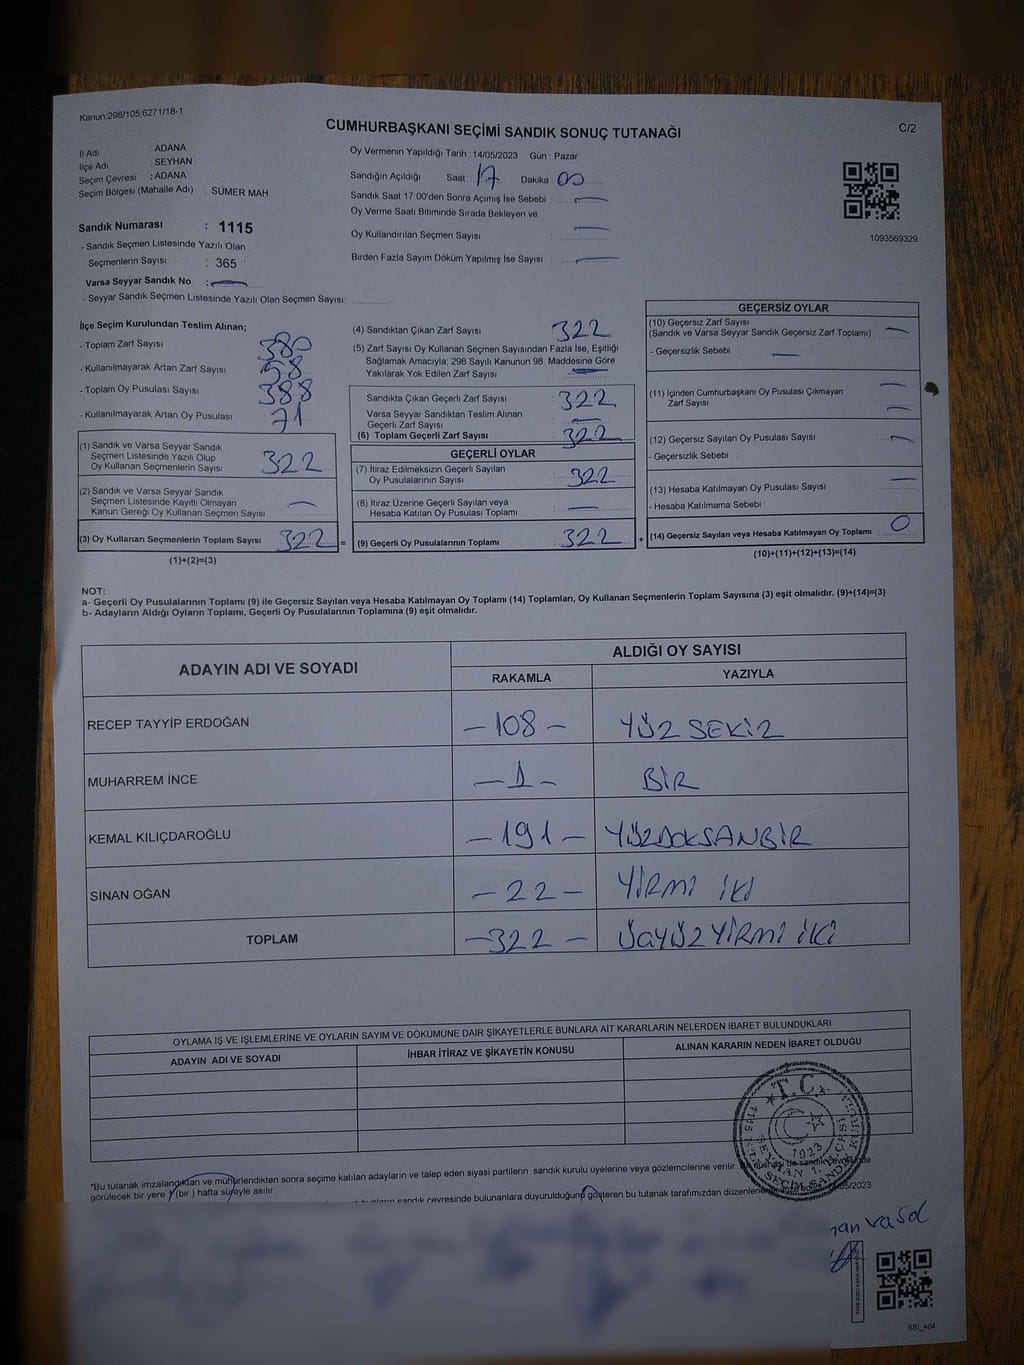 Kanun.298/105,6271/18-1
CUMHURBAŞKANI SEÇİMİ SANDIK SONUÇ TUTANAĞI
C/2
İl Adı : ADANA
İlçe Adı : SEYHAN
Seçim Çevresi : ADANA
Seçim Bölgesi (Mahalle Adı) : SÜMER MAH
Sandık Numarası : 1115
- Sandık Seçmen Listesinde Yazılı Olan
Seçmenlerin Sayısı : 365
Varsa Seyyar Sandık No :
- Seyyar Sandık Seçmen Listesinde Yazılı Olan Seçmen Sayısı:
Oy Vermenin Yapıldığı Tarih : 14/05/2023 Gün : Pazar
Sandığın Açıldığı Saat : 17 Dakika : 00
Sandık Saat 17:00'den Sonra Açımış İse Sebebi :
Oy Verme Saati Bitiminde Sırada Bekleyen ve
Oy Kullandırılan Seçmen Sayısı :
Birden Fazla Sayım Döküm Yapılmış İse Sayısı :
1093569329
İlçe Seçim Kurulundan Teslim Alınan;
- Toplam Zarf Sayısı : 380
- Kullanılmayarak Artan Zarf Sayısı : 58
- Toplam Oy Pusulası Sayısı : 388
- Kullanılmayarak Artan Oy Pusulası : 71
(1) Sandık ve Varsa Seyyar Sandık
Seçmen Listesinde Yazılı Olup
Oy Kullanan Seçmenlerin Sayısı 322
(2) Sandık ve Varsa Seyyar Sandık
Seçmen Listesinde Kayıtlı Olmayan
Kanun Gereği Oy Kullanan Seçmen Sayısı —
(3) Oy Kullanan Seçmenlerin Toplam Sayısı 322 =
(1)+(2)=(3)
(4) Sandıktan Çıkan Zarf Sayısı 322
(5) Zarf Sayısı Oy Kullanan Seçmen Sayısından Fazla İse, Eşitliği
Sağlamak Amacıyla; 298 Sayılı Kanunun 98. Maddesine Göre
Yakılarak Yok Edilen Zarf Sayısı :
Sandıkta Çıkan Geçerli Zarf Sayısı : 322
Varsa Seyyar Sandıktan Teslim Alınan
Geçerli Zarf Sayısı :
(6) Toplam Geçerli Zarf Sayısı : 322
GEÇERLİ OYLAR
(7) İtiraz Edilmeksizin Geçerli Sayılan
Oy Pusulalarının Sayısı : 322
(8) İtiraz Üzerine Geçerli Sayılan veya
Hesaba Katılan Oy Pusulası Toplamı : —
(9) Geçerli Oy Pusulalarının Toplamı : 322 +
GEÇERSİZ OYLAR
(10) Geçersiz Zarf Sayısı
(Sandık ve Varsa Seyyar Sandık Geçersiz Zarf Toplamı) : —
- Geçersizlik Sebebi : —
(11) İçinden Cumhurbaşkanı Oy Pusulası Çıkmayan
Zarf Sayısı : —
(12) Geçersiz Sayılan Oy Pusulası Sayısı : —
- Geçersizlik Sebebi :
(13) Hesaba Katılmayan Oy Pusulası Sayısı : —
- Hesaba Katılmama Sebebi :
(14) Geçersiz Sayılan veya Hesaba Katılmayan Oy Toplamı : 0
(10)+(11)+(12)+(13)=(14)
NOT:
a- Geçerli Oy Pusulalarının Toplamı (9) ile Geçersiz Sayılan veya Hesaba Katılmayan Oy Toplamı (14) Toplamları, Oy Kullanan Seçmenlerin Toplam Sayısına (3) eşit olmalıdır. (9)+(14)=(3)
b- Adayların Aldığı Oyların Toplamı, Geçerli Oy Pusulalarının Toplamına (9) eşit olmalıdır.
ADAYIN ADI VE SOYADI ALDIĞI OY SAYISI
RAKAMLA YAZIYLA
RECEP TAYYİP ERDOĞAN —108— YÜZ SEKİZ
MUHARREM İNCE —1— BİR
KEMAL KILIÇDAROĞLU —191— YÜZDOKSANBİR
SİNAN OĞAN —22— YİRMİ İKİ
TOPLAM —322— ÜÇYÜZ YİRMİ İKİ
OYLAMA İŞ VE İŞLEMLERİNE VE OYLARIN SAYIM VE DÖKÜMÜNE DAİR ŞİKAYETLERLE BUNLARA AİT KARARLARIN NELERDEN İBARET BULUNDUKLARI
ADAYIN ADI VE SOYADI İHBAR İTİRAZ VE ŞİKAYETİN KONUSU ALINAN KARARIN NEDEN İBARET OLDUĞU
T.C.
1923
*Bu tutanak imzalandıktan ve mühürlendikten sonra seçime katılan adayların ve talep eden siyasi partilerin sandık kurulu üyelerine veya gözlemcilerine verilir.
görülecek bir yere 1 (bir) hafta süreyle asılır.
sandık çevresinde bulunanlara duyurulduğunu gösteren bu tutanak tarafımızdan
SSI_404